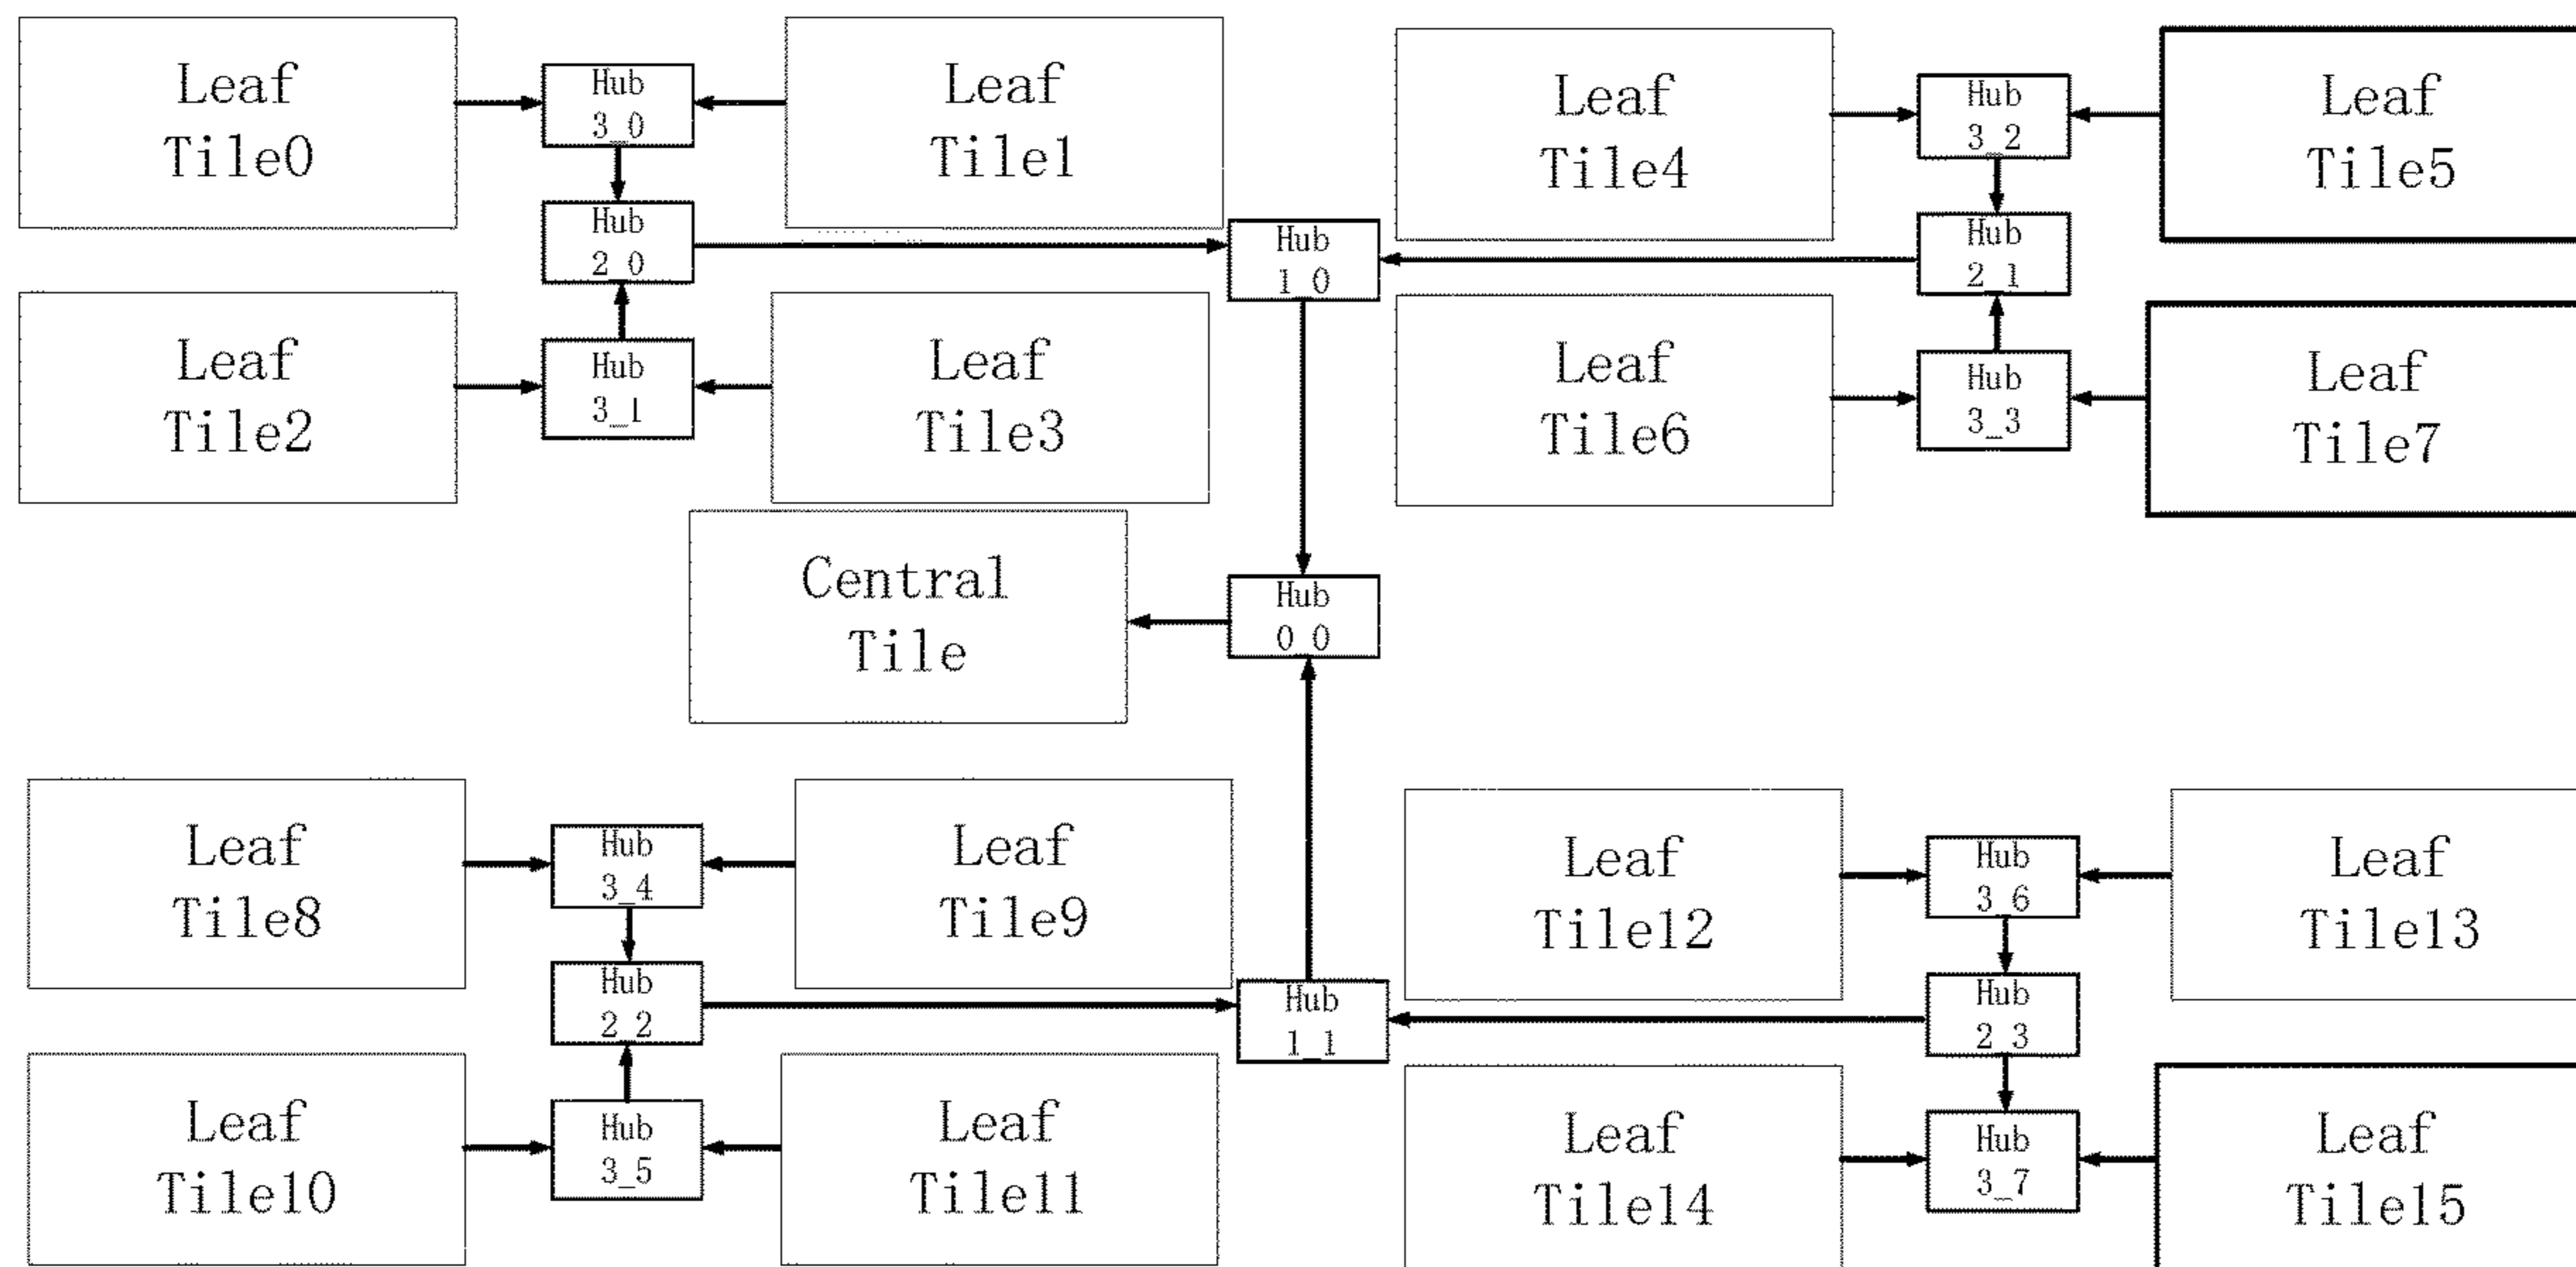 Leaf
Tile0
Hub
3_0
Leaf
Tile1
Hub
2_0
Leaf
Tile2
Hub
3_1
Leaf
Tile3
Hub
1_0
Leaf
Tile4
Hub
3_2
Leaf
Tile5
Hub
2_1
Leaf
Tile6
Hub
3_3
Leaf
Tile7
Central
Tile
Hub
0_0
Leaf
Tile8
Hub
3_4
Leaf
Tile9
Hub
2_2
Leaf
Tile10
Hub
3_5
Leaf
Tile11
Hub
1_1
Leaf
Tile12
Hub
3_6
Leaf
Tile13
Hub
2_3
Leaf
Tile14
Hub
3_7
Leaf
Tile15